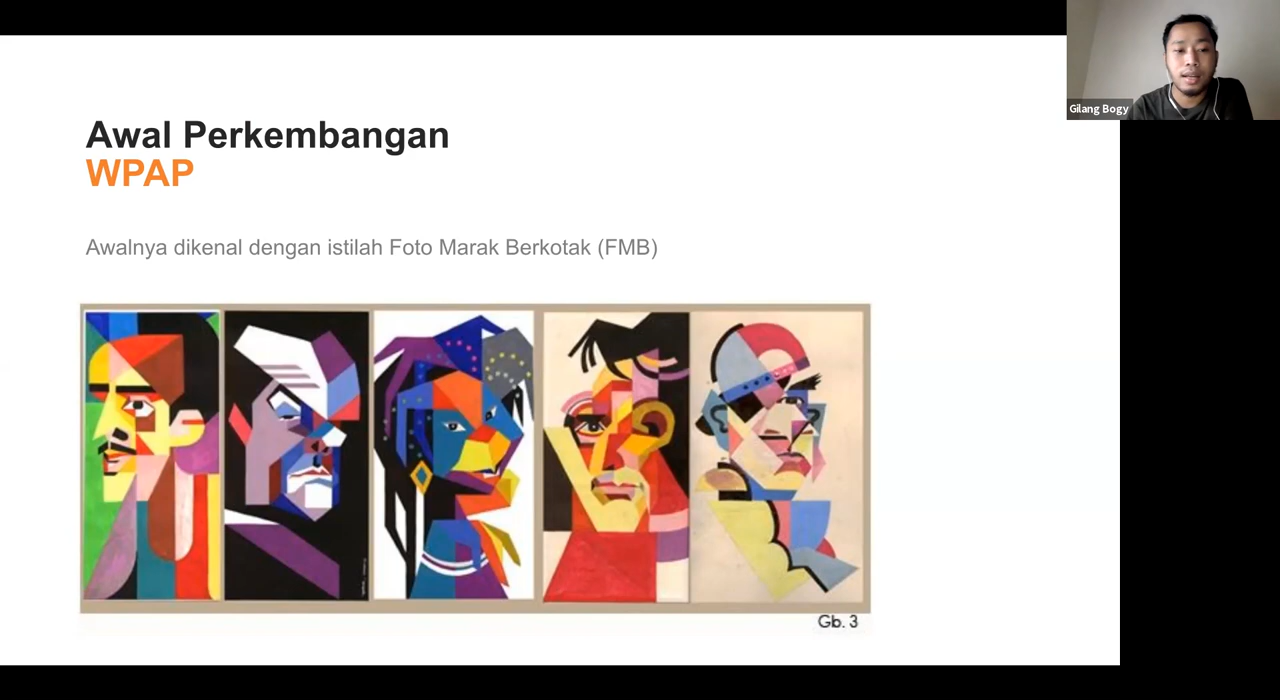 Awal Perkembangan
WPAP
Awalnya dikenal dengan istilah Foto Marak Berkotak (FMB)
Gb. 3
Gilang Bogy